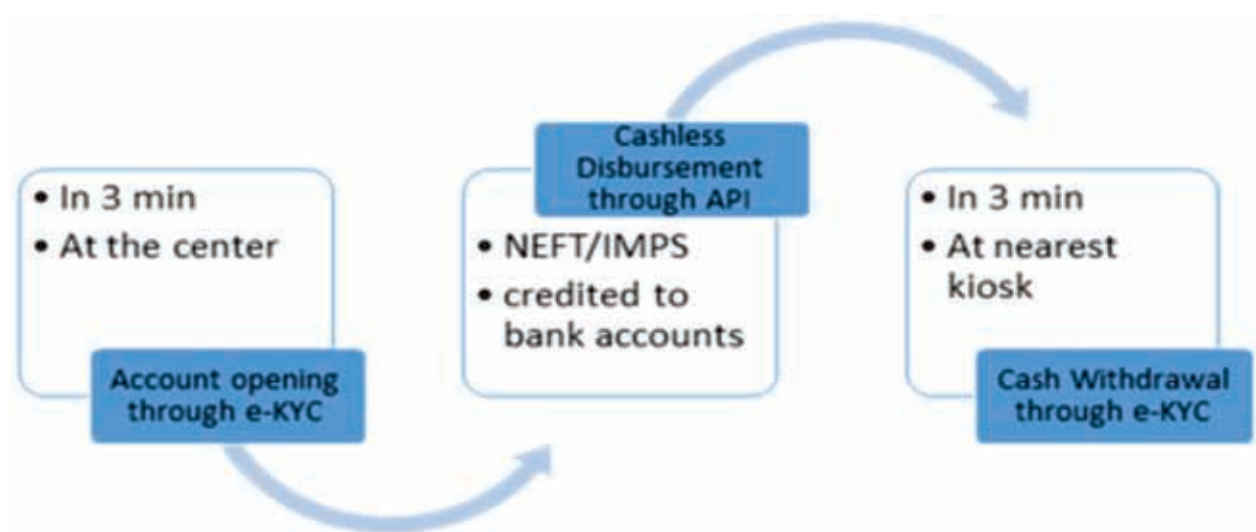 • In 3 min
• At the center
Account opening
through e-KYC
Cashless
Disbursement
through API
• NEFT/IMPS
• credited to
bank accounts
• In 3 min
• At nearest
kiosk
Cash Withdrawal
through e-KYC